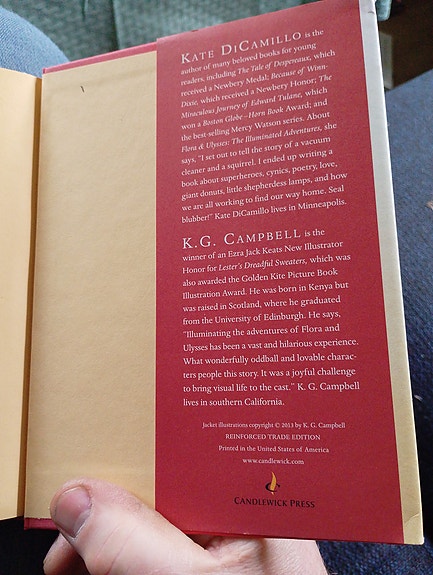 KATE DICAMILLO is the
author of many beloved books for young
readers, including The Tale of Despereaux, which
received a Newbery Medal; Because of Winn-
Dixie, which received a Newbery Honor; The
Miraculous Journey of Edward Tulane, which
won a Boston Globe–Horn Book Award; and
the best-selling Mercy Watson series. About
Flora & Ulysses: The Illuminated Adventures, she
says, "I set out to tell the story of a vacuum
cleaner and a squirrel. I ended up writing a
book about superheroes, cynics, poetry, love,
giant donuts, little shepherdess lamps, and how
we are all working to find our way home. Seal
blubber!" Kate DiCamillo lives in Minneapolis.
K.G. CAMPBELL is the
winner of an Ezra Jack Keats New Illustrator
Honor for Lester's Dreadful Sweaters, which was
also awarded the Golden Kite Picture Book
Illustration Award. He was born in Kenya but
was raised in Scotland, where he graduated
from the University of Edinburgh. He says,
"Illuminating the adventures of Flora and
Ulysses has been a vast and hilarious experience.
What wonderfully oddball and lovable charac-
ters people this story. It was a joyful challenge
to bring visual life to the cast." K. G. Campbell
lives in southern California.
Jacket illustrations copyright © 2013 by K. G. Campbell
REINFORCED TRADE EDITION
Printed in the United States of America
www.candlewick.com
CANDLEWICK PRESS